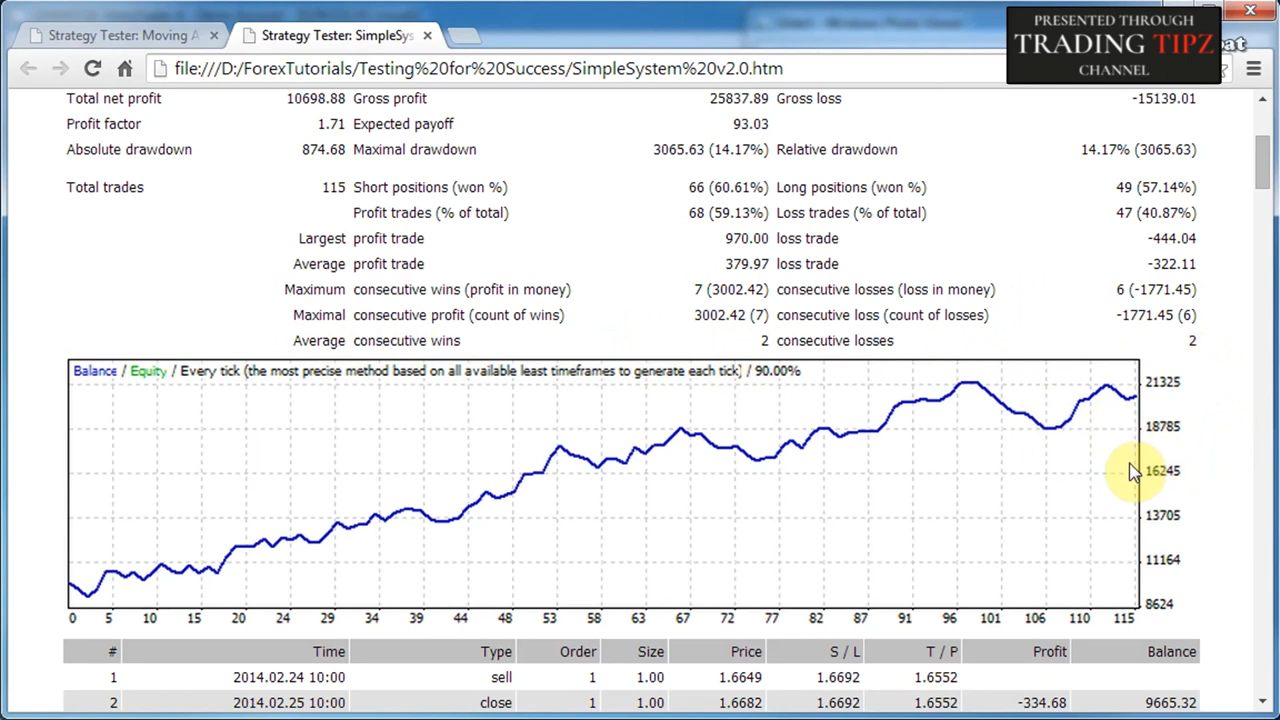 PRESENTED THROUGH
TRADING TIPZ
CHANNEL
Strategy Tester: Moving A
Strategy Tester: SimpleSys
file:///D:/ForexTutorials/Testing%20for%20Success/SimpleSystem%20v2.0.htm
Total net profit 10698.88 Gross profit 25837.89 Gross loss -15139.01
Profit factor 1.71 Expected payoff 93.03
Absolute drawdown 874.68 Maximal drawdown 3065.63 (14.17%) Relative drawdown 14.17% (3065.63)
Total trades 115 Short positions (won %) 66 (60.61%) Long positions (won %) 49 (57.14%)
Profit trades (% of total) 68 (59.13%) Loss trades (% of total) 47 (40.87%)
Largest profit trade 970.00 loss trade -444.04
Average profit trade 379.97 loss trade -322.11
Maximum consecutive wins (profit in money) 7 (3002.42) consecutive losses (loss in money) 6 (-1771.45)
Maximal consecutive profit (count of wins) 3002.42 (7) consecutive loss (count of losses) -1771.45 (6)
Average consecutive wins 2 consecutive losses 2
Balance / Equity / Every tick (the most precise method based on all available least timeframes to generate each tick) / 90.00%
21325
18785
16245
13705
11164
8624
0 5 10 15 20 24 29 34 39 44 48 53 58 63 67 72 77 82 87 91 96 101 106 110 115
# Time Type Order Size Price S / L T / P Profit Balance
1 2014.02.24 10:00 sell 1 1.00 1.6649 1.6692 1.6552
2 2014.02.25 10:00 close 1 1.00 1.6682 1.6692 1.6552 -334.68 9665.32